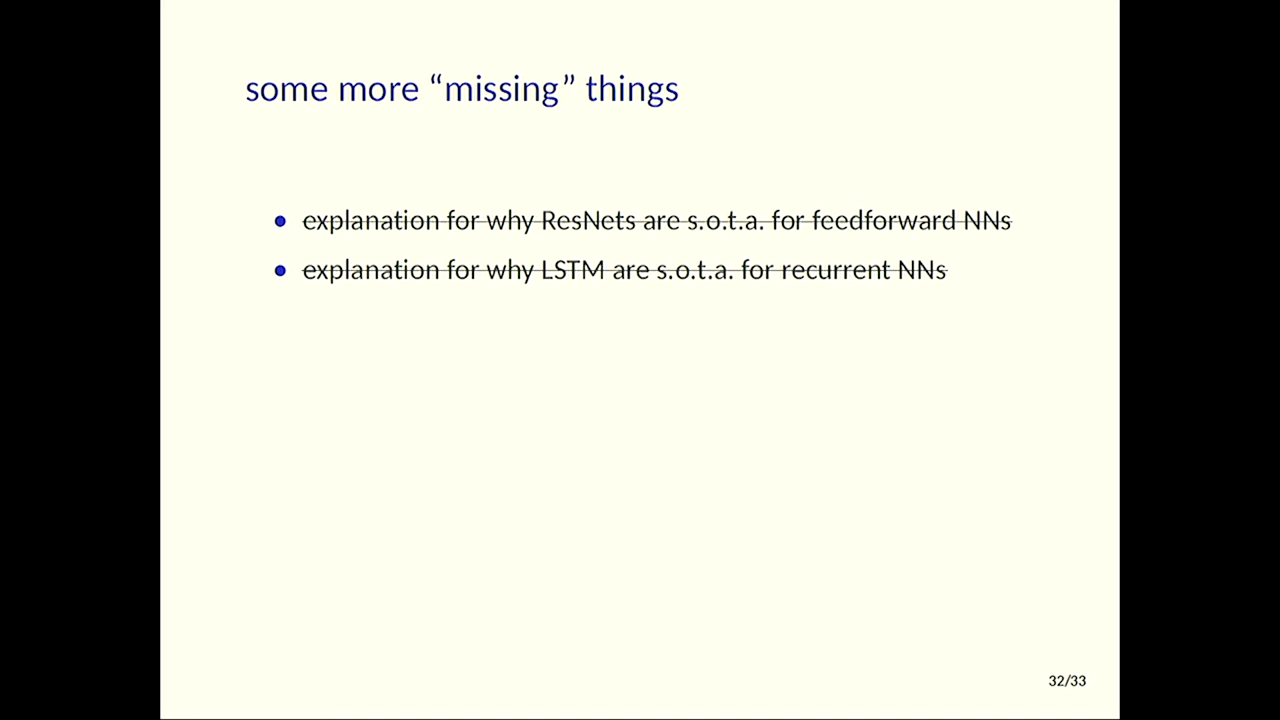 some more “missing” things
explanation for why ResNets are s.o.t.a. for feedforward NNs
explanation for why LSTM are s.o.t.a. for recurrent NNs
32/33